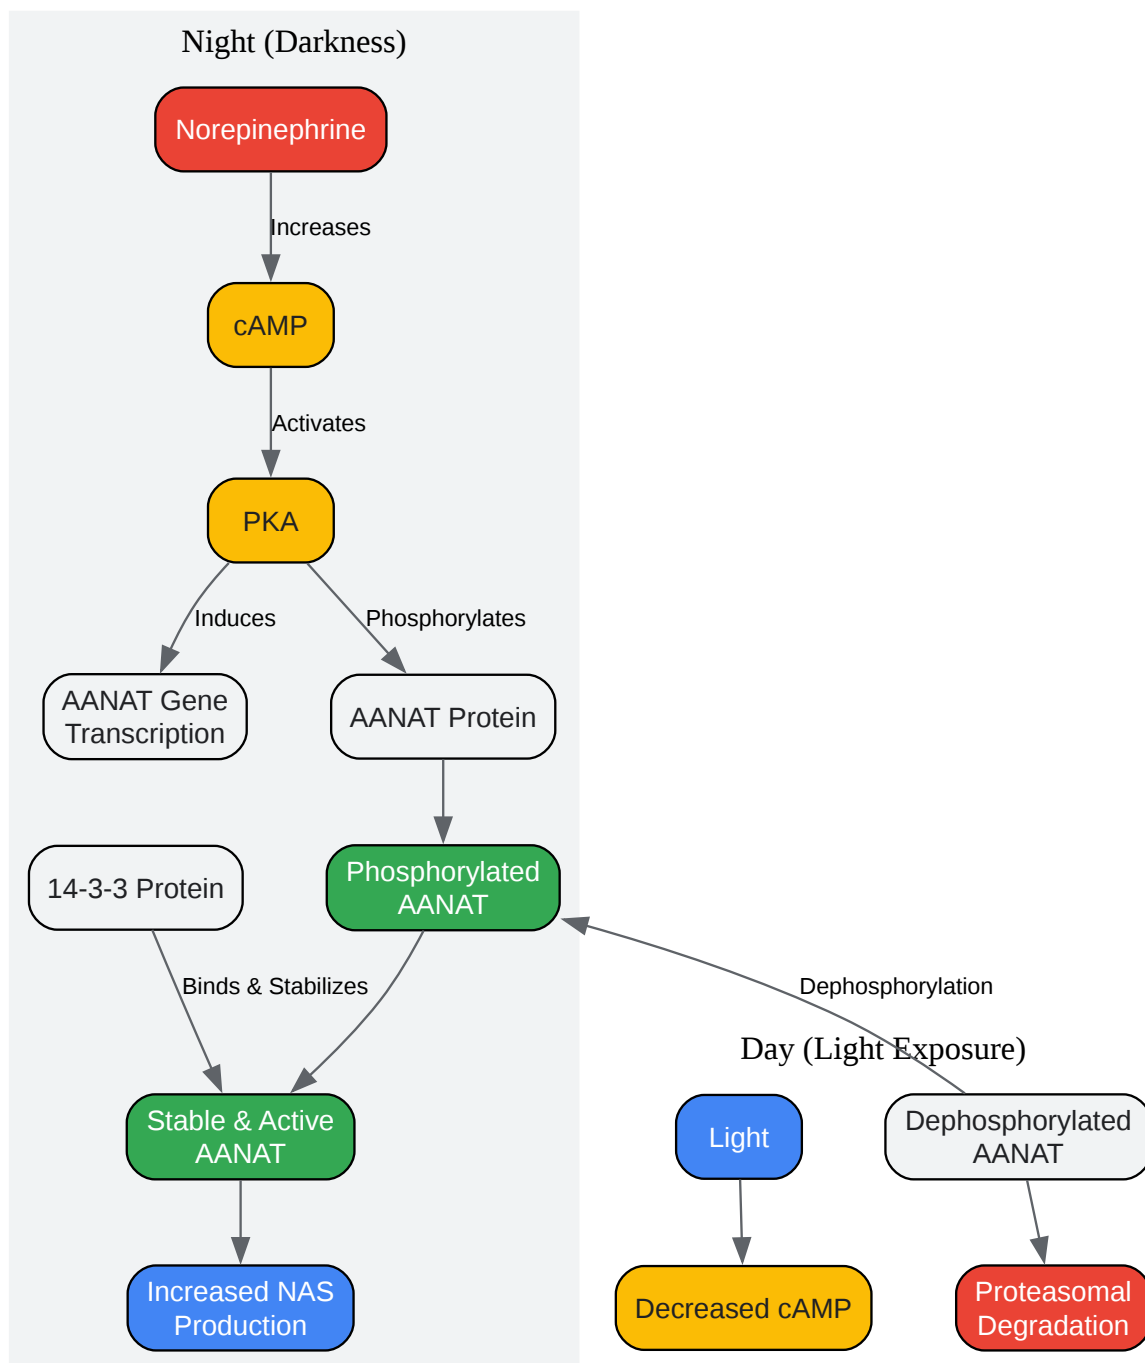 Night (Darkness)
Norepinephrine
Increases
cAMP
Activates
PKA
Induces
Phosphorylates
AANAT Gene
Transcription
AANAT Protein
14-3-3 Protein
Phosphorylated
AANAT
Binds & Stabilizes
Dephosphorylation
Day (Light Exposure)
Stable & Active
AANAT
Light
Dephosphorylated
AANAT
Increased NAS
Production
Decreased cAMP
Proteasomal
Degradation